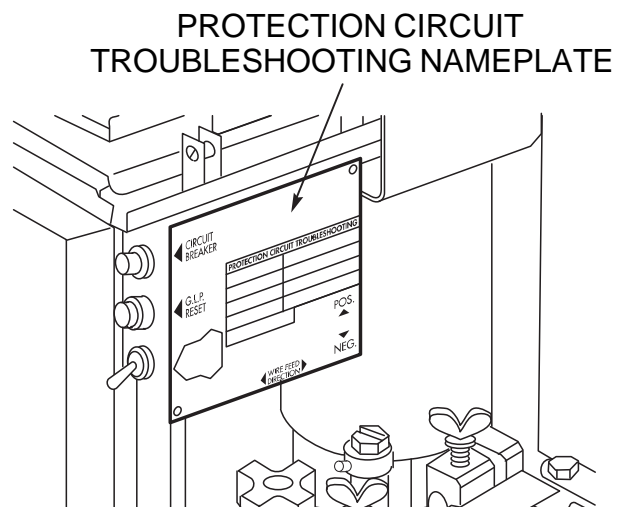 PROTECTION CIRCUIT
TROUBLESHOOTING NAMEPLATE
CIRCUIT
BREAKER
PROTECTION CIRCUIT TROUBLESHOOTING
G.L.P.
RESET
POS.
NEG.
WIRE FEED
DIRECTION